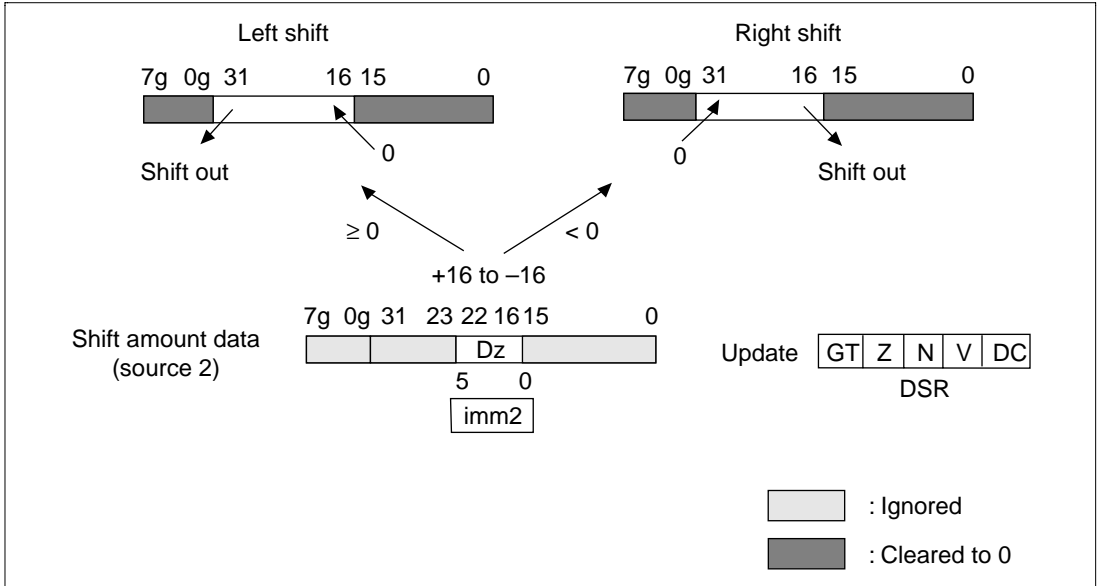 Left shift
Right shift
7g 0g 31 16 15 0
7g 0g 31 16 15 0
0
0
Shift out
Shift out
≥ 0
< 0
+16 to –16
7g 0g 31 23 22 16 15 0
Shift amount data
(source 2)
Dz
Update
GT Z N V DC
5 0
DSR
imm2
: Ignored
: Cleared to 0